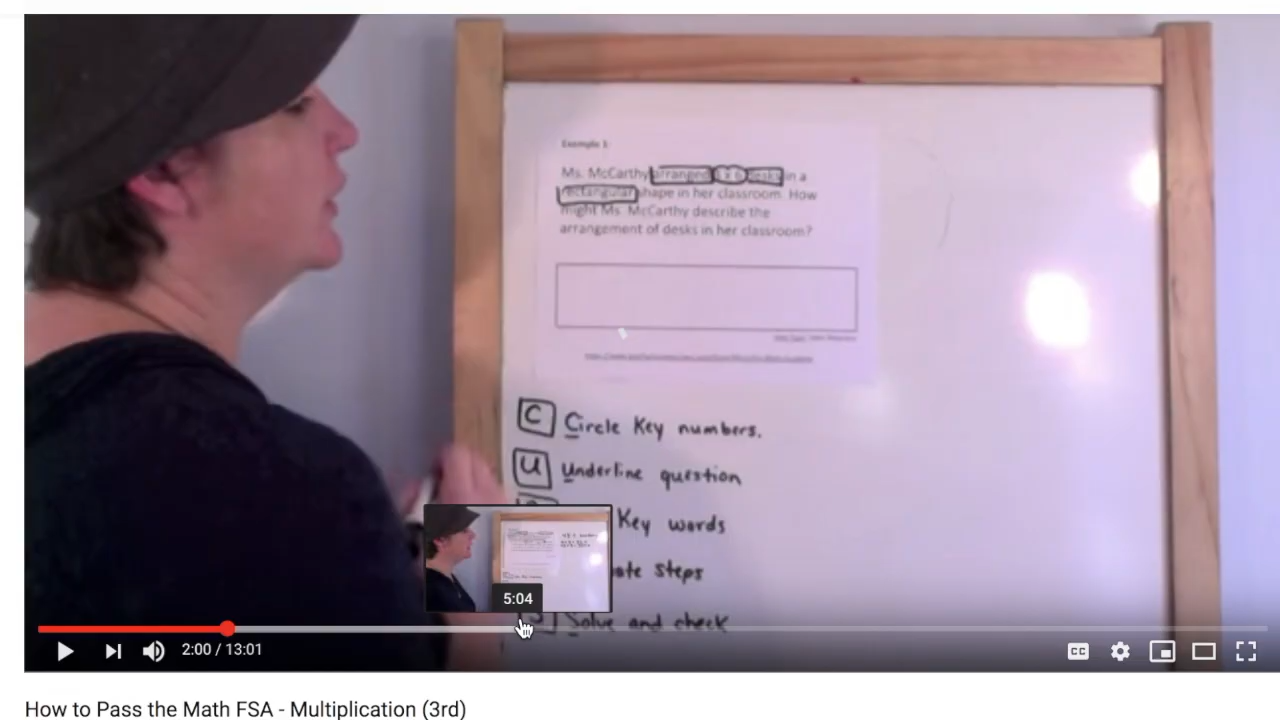 Example 1:
Ms. McCarthy arranged x 6 desks in a
rectangular shape in her classroom. How
might Ms. McCarthy describe the
arrangement of desks in her classroom?
C Circle Key numbers.
U Underline question
Key words
ate steps
5:04
S Solve and check
2:00 / 13:01
CC
How to Pass the Math FSA - Multiplication (3rd)